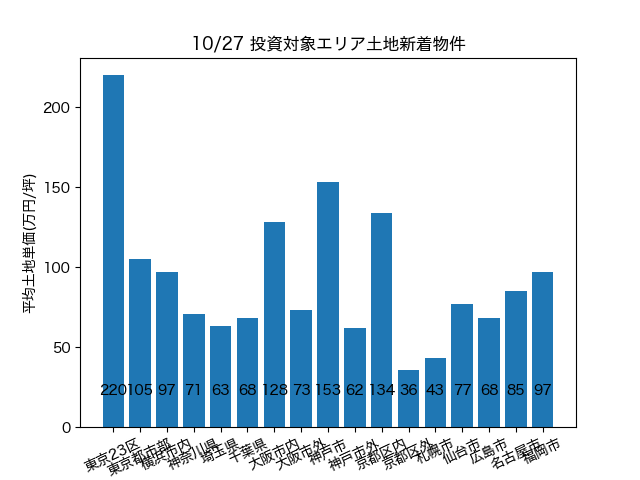 10/27 投資対象エリア土地新着物件
平均土地単価(万円/坪)
200
150
100
50
0
220 105 97 71 63 68 128 73 153 62 134 36 43 77 68 85 97
東京23区 東京都市部 横浜市内 神奈川県 埼玉県 千葉県 大阪市内 大阪市外 神戸市 神戸市外 京都区内 京都区外 札幌市 仙台市 広島市 名古屋市 福岡市